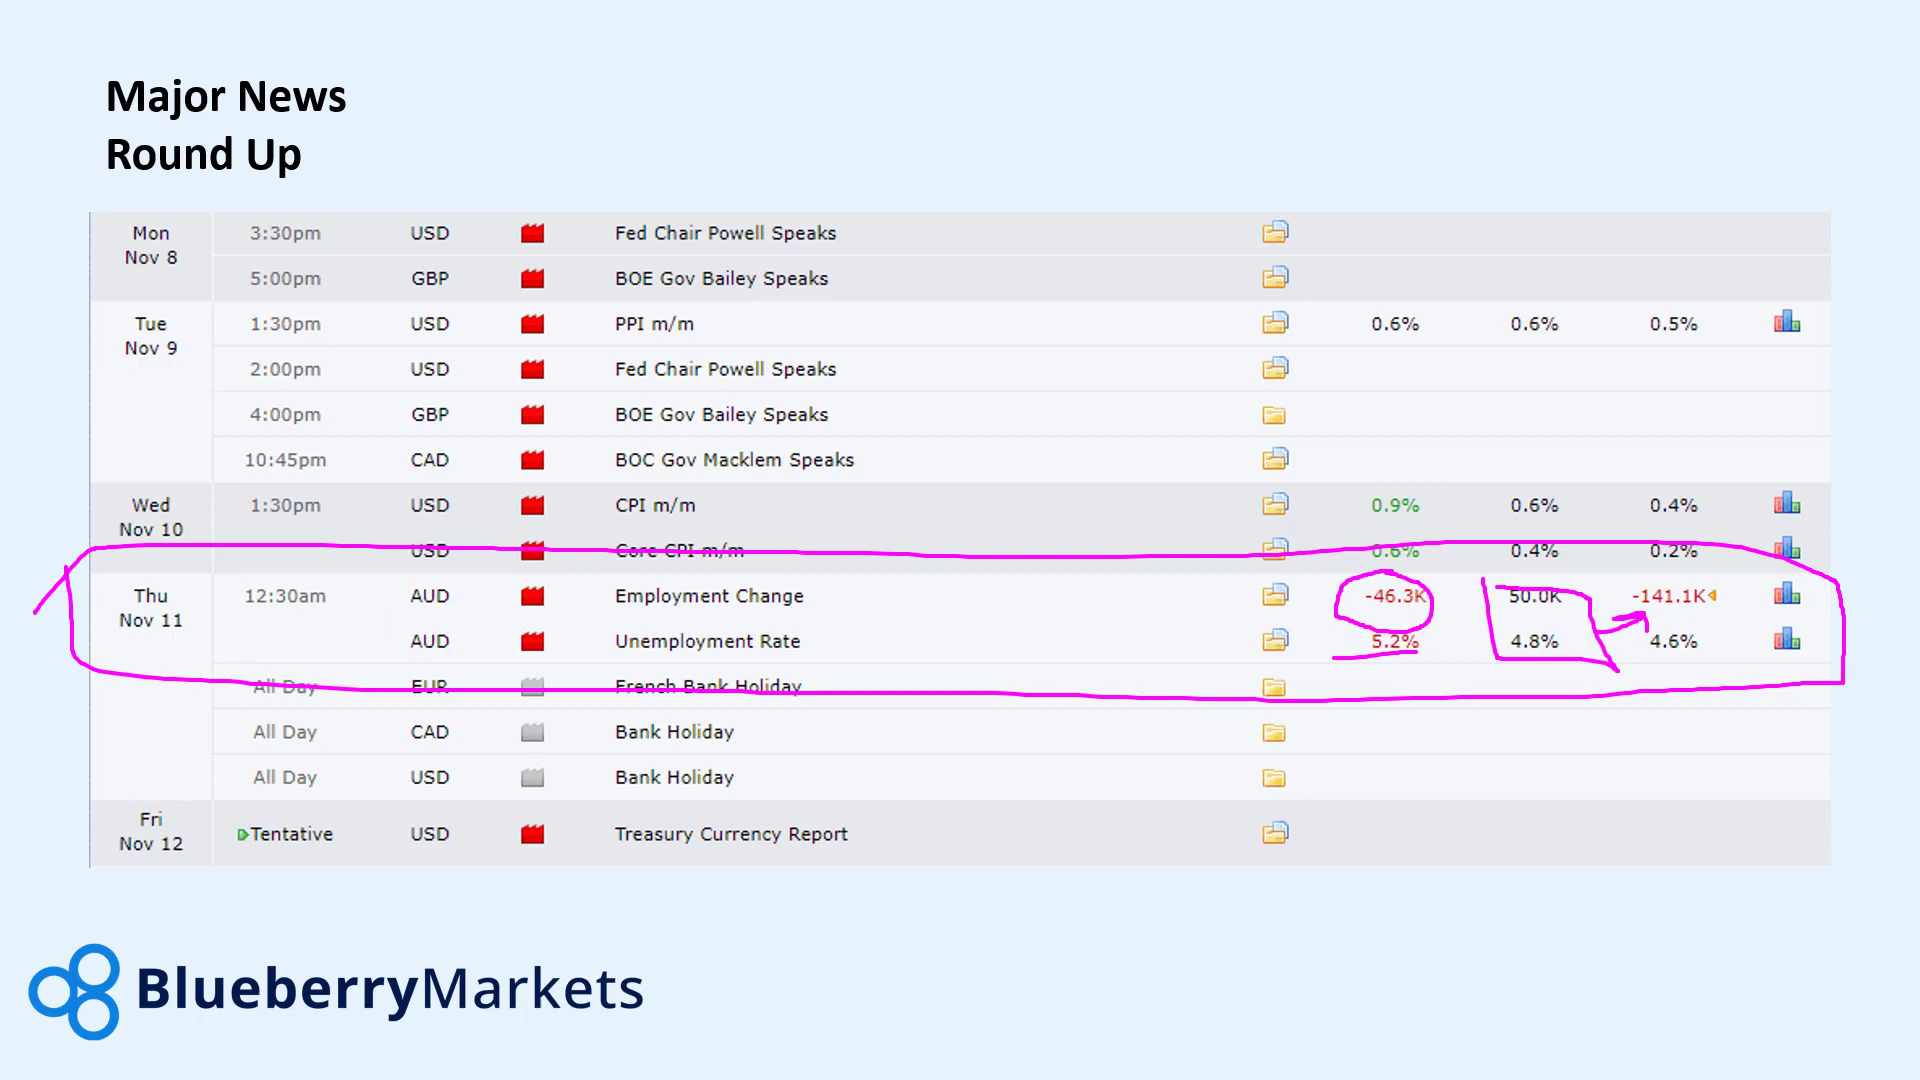 Major News
Round Up
Mon Nov 8 3:30pm USD Fed Chair Powell Speaks
5:00pm GBP BOE Gov Bailey Speaks
Tue Nov 9 1:30pm USD PPI m/m 0.6% 0.6% 0.5%
2:00pm USD Fed Chair Powell Speaks
4:00pm GBP BOE Gov Bailey Speaks
10:45pm CAD BOC Gov Macklem Speaks
Wed Nov 10 1:30pm USD CPI m/m 0.9% 0.6% 0.4%
USD Core CPI m/m 0.6% 0.4% 0.2%
Thu Nov 11 12:30am AUD Employment Change -46.3K 50.0K -141.1K
AUD Unemployment Rate 5.2% 4.8% 4.6%
All Day EUR French Bank Holiday
All Day CAD Bank Holiday
All Day USD Bank Holiday
Fri Nov 12 Tentative USD Treasury Currency Report
BlueberryMarkets